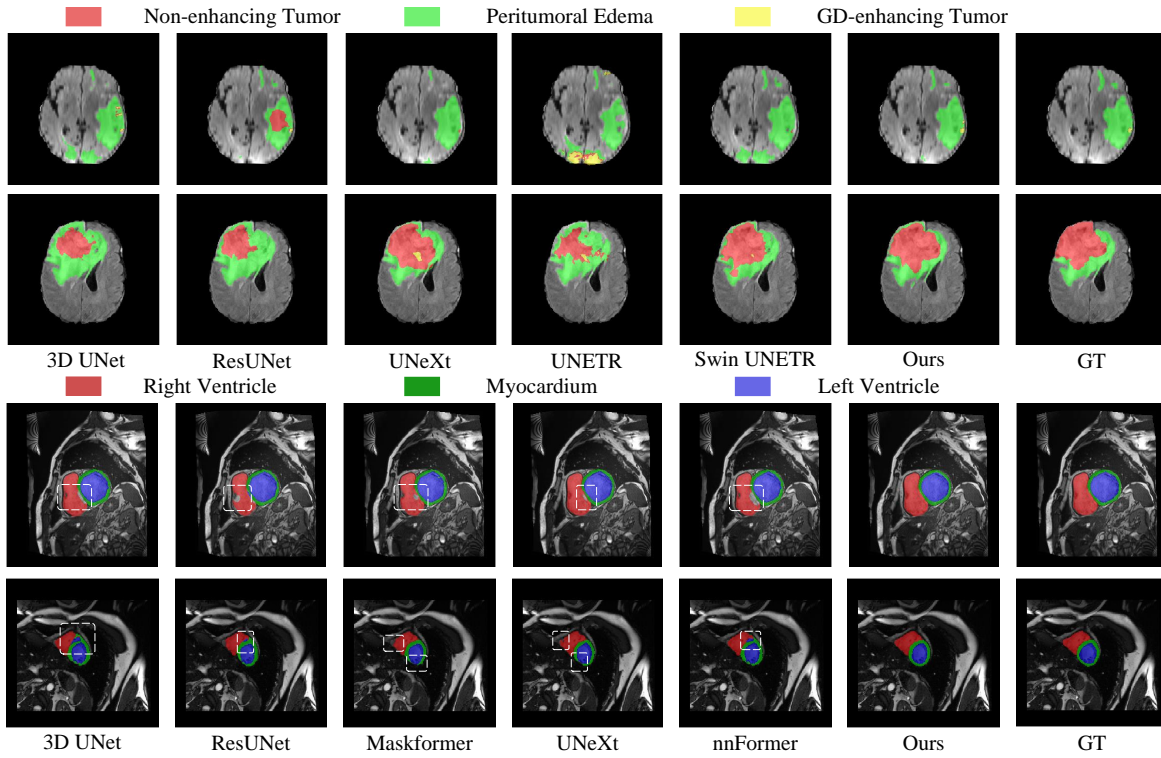 Non-enhancing Tumor Peritumoral Edema GD-enhancing Tumor
3D UNet ResUNet UNeXt UNETR Swin UNETR Ours GT
Right Ventricle Myocardium Left Ventricle
3D UNet ResUNet Maskformer UNeXt nnFormer Ours GT